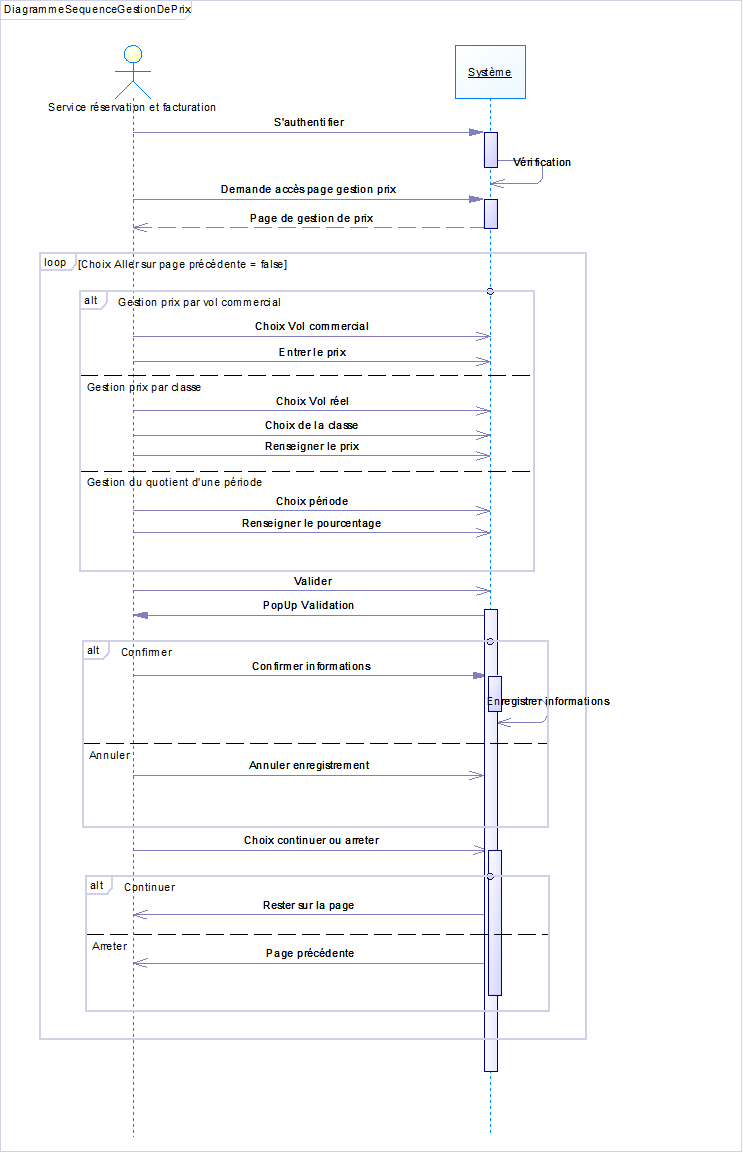 DiagrammeSequenceGestionDePrix
Système
Service réservation et facturation
S'authentifier
Vérification
Demande accès page gestion prix
Page de gestion de prix
loop
[Choix Aller sur page précédente = false]
alt
Gestion prix par vol commercial
Choix Vol commercial
Entrer le prix
Gestion prix par classe
Choix Vol réel
Choix de la classe
Renseigner le prix
Gestion du quotient d'une période
Choix période
Renseigner le pourcentage
Valider
PopUp Validation
alt
Confirmer
Confirmer informations
Enregistrer informations
Annuler
Annuler enregistrement
Choix continuer ou arreter
alt
Continuer
Rester sur la page
Arreter
Page précédente